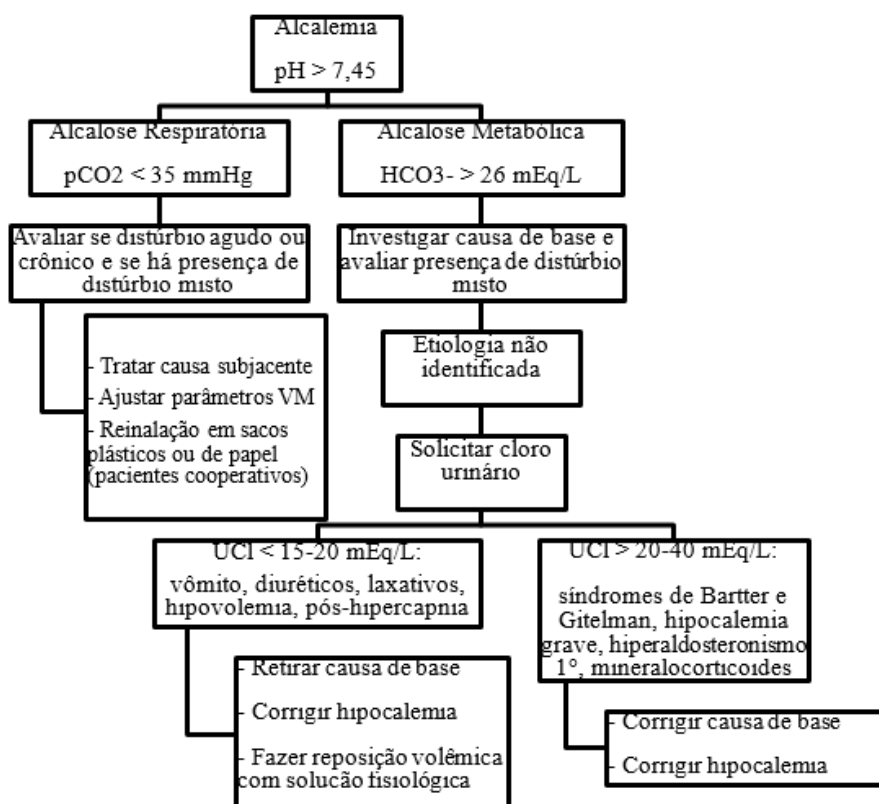 Alcalemia
pH > 7,45
Alcalose Respiratória
pCO2 < 35 mmHg
Alcalose Metabólica
HCO3- > 26 mEq/L
Avaliar se distúrbio agudo ou
crônico e se há presença de
distúrbio misto
Investigar causa de base e
avaliar presença de distúrbio
misto
- Tratar causa subjacente
- Ajustar parâmetros VM
- Reinalação em sacos
plásticos ou de papel
(pacientes cooperativos)
Etiologia não
identificada
Solicitar cloro
urinário
UCl < 15-20 mEq/L:
vômito, diuréticos, laxativos,
hipovolemia, pós-hipercapnia
UCl > 20-40 mEq/L:
síndromes de Bartter e
Gitelman, hipocalemia
grave, hiperaldosteronismo
1°, mineralocorticoides
- Retirar causa de base
- Corrigir hipocalemia
- Fazer reposição volêmica
com solução fisiológica
- Corrigir causa de base
- Corrigir hipocalemia